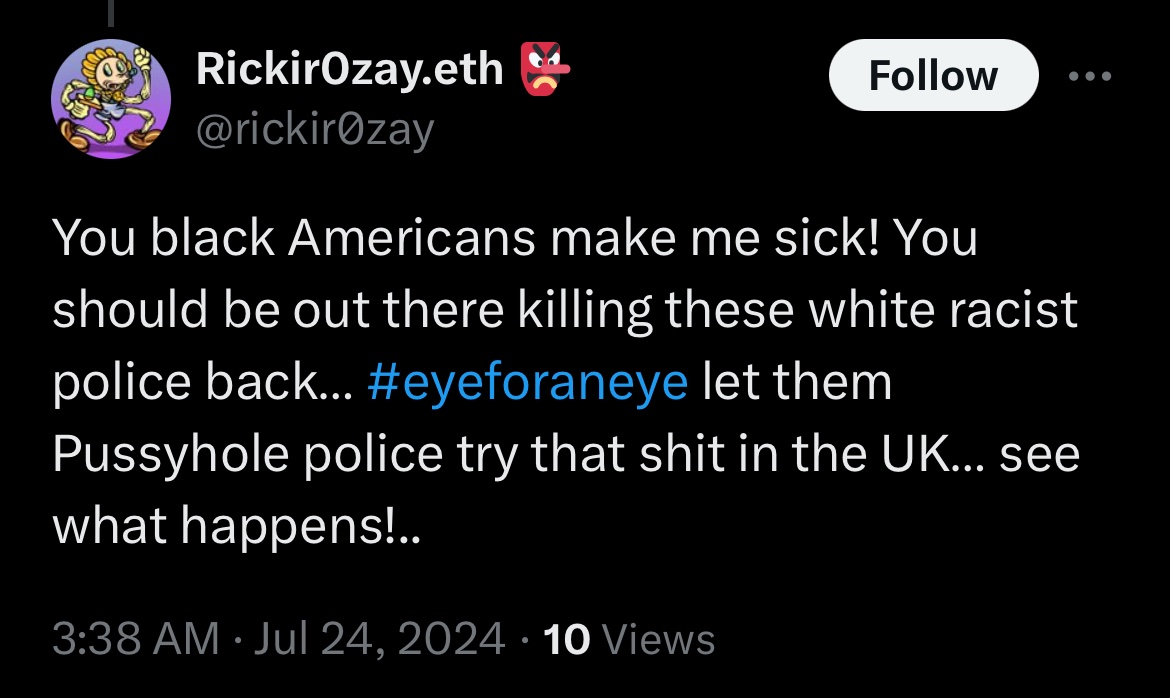 Rickir0zay.eth 👺
@rickir0zay
Follow
You black Americans make me sick! You
should be out there killing these white racist
police back... #eyeforaneye let them
Pussyhole police try that shit in the UK... see
what happens!..
3:38 AM · Jul 24, 2024 · 10 Views